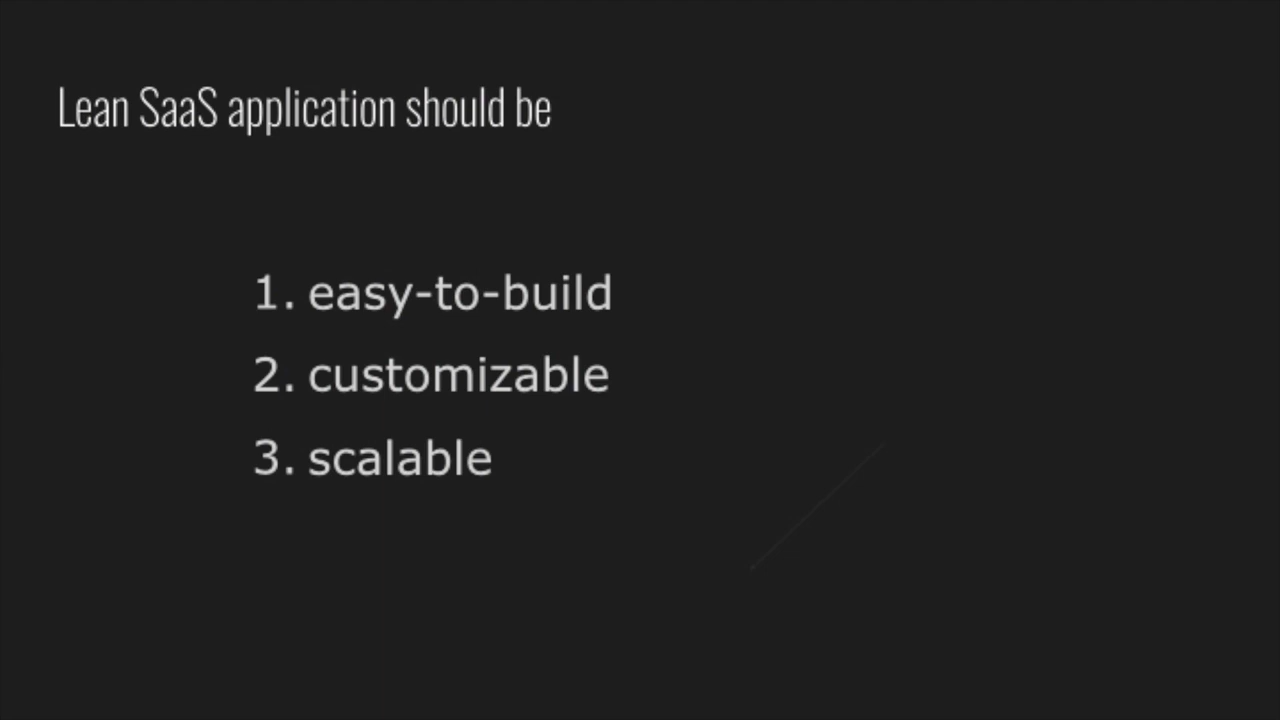 Lean SaaS application should be
1. easy-to-build
2. customizable
3. scalable